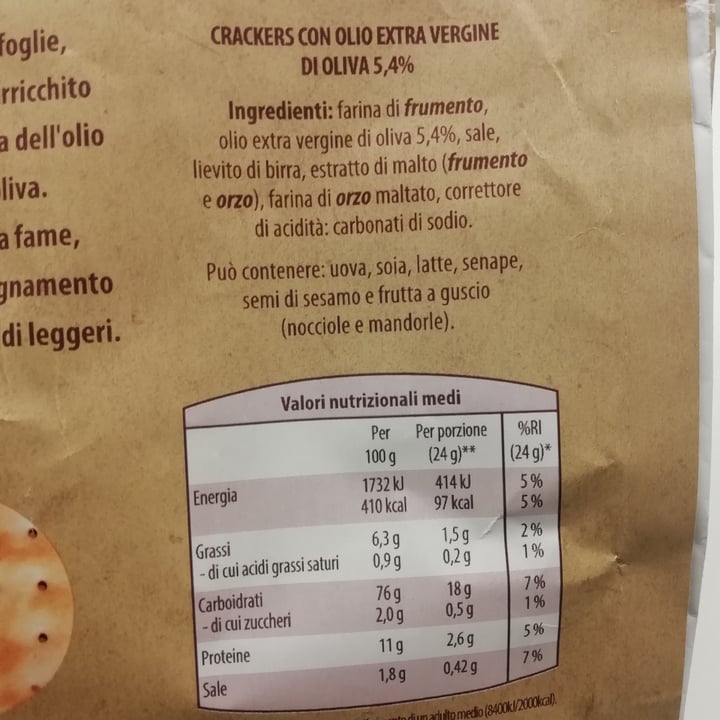 foglie,
rricchito
a dell'olio
liva.
a fame,
gnamento
di leggeri.
CRACKERS CON OLIO EXTRA VERGINE
DI OLIVA 5,4%
Ingredienti: farina di frumento,
olio extra vergine di oliva 5,4%, sale,
lievito di birra, estratto di malto (frumento
e orzo), farina di orzo maltato, correttore
di acidità: carbonati di sodio.
Può contenere: uova, soia, latte, senape,
semi di sesamo e frutta a guscio
(nocciole e mandorle).
Valori nutrizionali medi
Per Per porzione %RI
100 g (24 g)** (24 g)*
Energia 1732 kJ 414 kJ 5 %
410 kcal 97 kcal 5 %
Grassi 6,3 g 1,5 g 2 %
- di cui acidi grassi saturi 0,9 g 0,2 g 1 %
Carboidrati 76 g 18 g 7 %
- di cui zuccheri 2,0 g 0,5 g 1 %
Proteine 11 g 2,6 g 5 %
Sale 1,8 g 0,42 g 7 %
di un adulto medio (8400kJ/2000kcal).